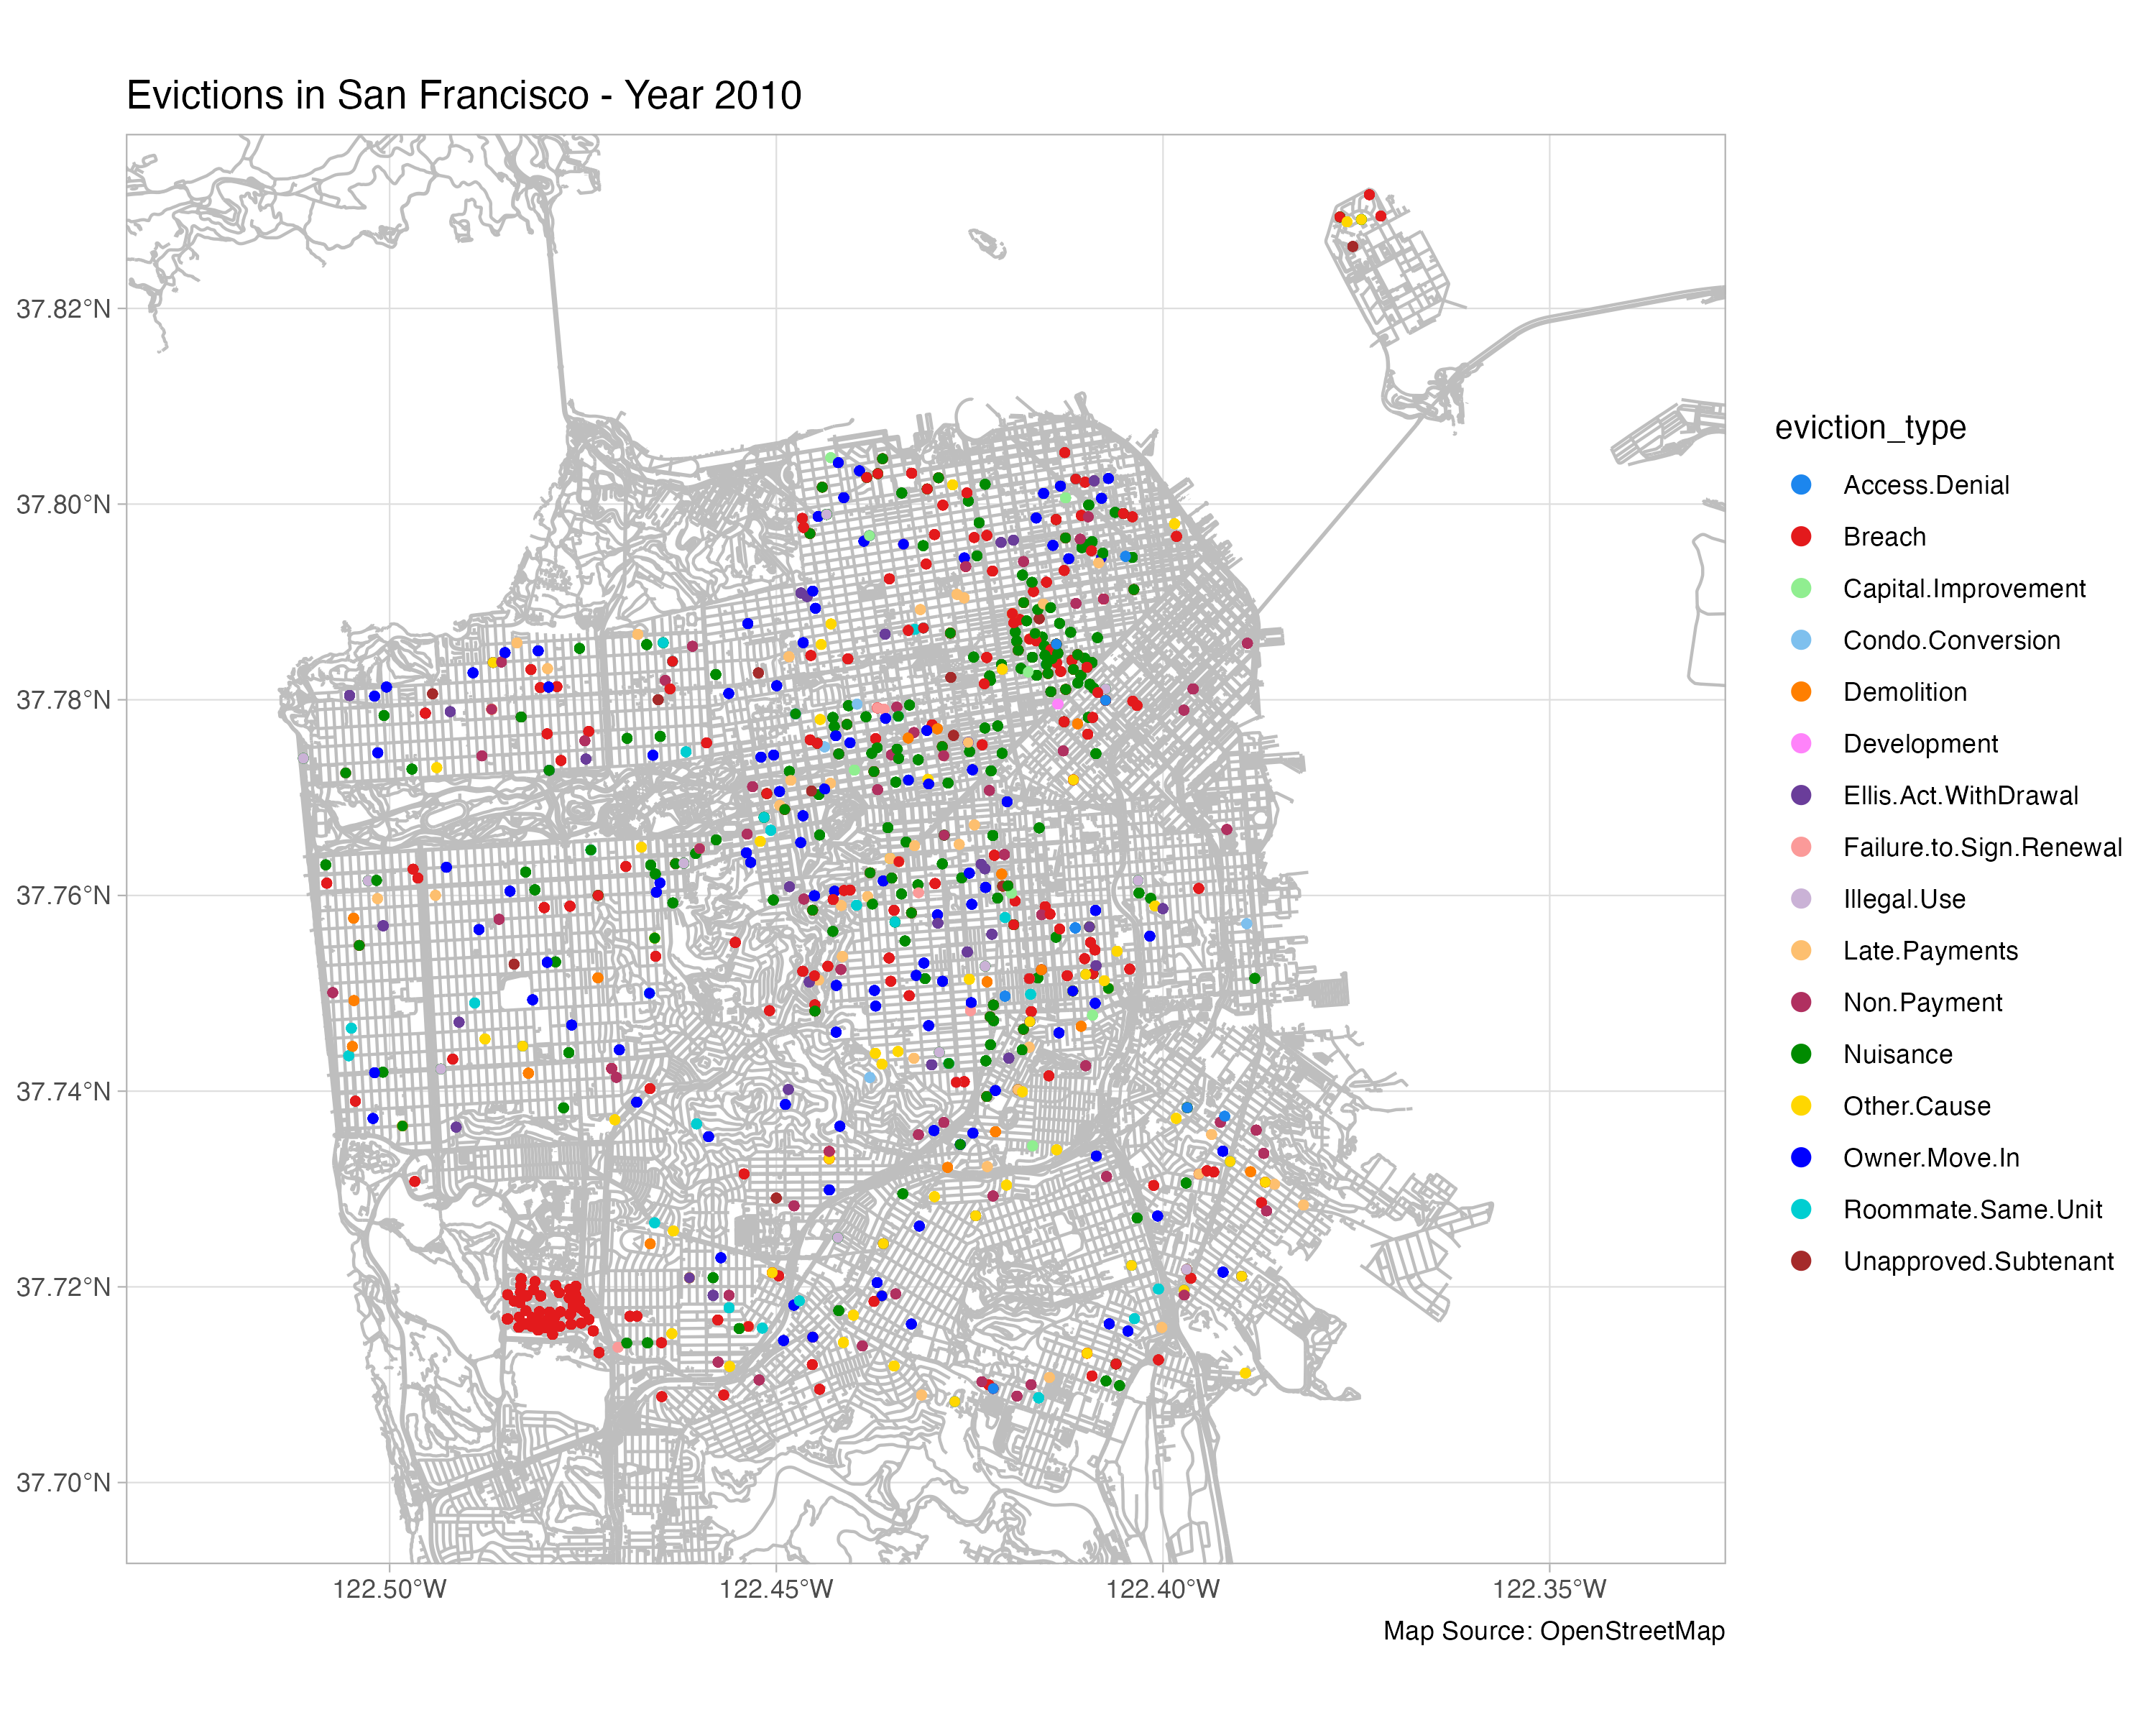 Evictions in San Francisco - Year 2010
37.82°N
37.80°N
37.78°N
37.76°N
37.74°N
37.72°N
37.70°N
122.50°W
122.45°W
122.40°W
122.35°W
Map Source: OpenStreetMap
eviction_type
Access.Denial
Breach
Capital.Improvement
Condo.Conversion
Demolition
Development
Ellis.Act.WithDrawal
Failure.to.Sign.Renewal
Illegal.Use
Late.Payments
Non.Payment
Nuisance
Other.Cause
Owner.Move.In
Roommate.Same.Unit
Unapproved.Subtenant